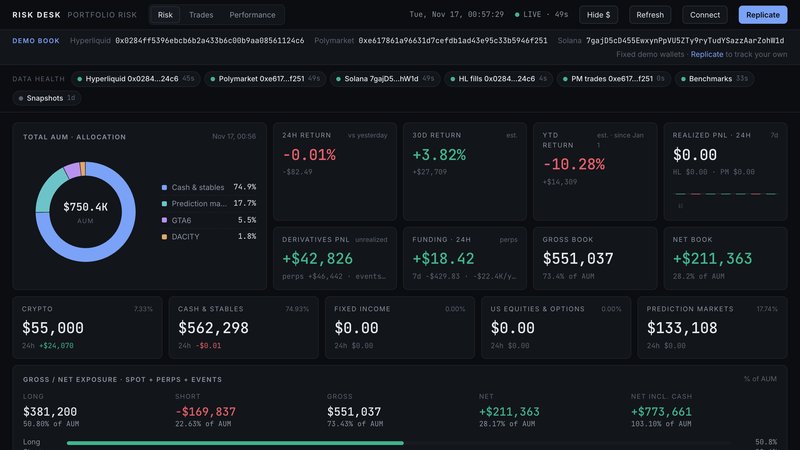 RISK DESK PORTFOLIO RISK Risk Trades Performance Tue, Nov 17, 00:57:29 LIVE · 49s Hide $ Refresh Connect Replicate
DEMO BOOK Hyperliquid 0x0284ff5396ebcb6b2a433b6c00b9aa08561124c6 Polymarket 0xe617861a96631d7cefdb1ad43e95c33b5946f251 Solana 7gajD5cD455EwxynPpVU5ZTy9ryTudYSazzAarZohW1d
Fixed demo wallets · Replicate to track your own
DATA HEALTH Hyperliquid 0x0284...24c6 45s Polymarket 0xe617...f251 49s Solana 7gajD5...hW1d 49s HL fills 0x0284...24c6 4s PM trades 0xe617...f251 0s Benchmarks 33s
Snapshots 1d
TOTAL AUM · ALLOCATION Nov 17, 00:56
$750.4K
AUM
Cash & stables 74.9%
Prediction ma... 17.7%
GTA6 5.5%
DACITY 1.8%
24H RETURN vs yesterday
-0.01%
-$82.49
30D RETURN est.
+3.82%
+$27,709
YTD RETURN est. · since Jan 1
-10.28%
+$14,309
REALIZED PNL · 24H 7d
$0.00
HL $0.00 · PM $0.00
DERIVATIVES PNL unrealized
+$42,826
perps +$46,442 · events…
FUNDING · 24H perps
+$18.42
7d -$429.83 · -$22.4K/y…
GROSS BOOK
$551,037
73.4% of AUM
NET BOOK
+$211,363
28.2% of AUM
CRYPTO 7.33%
$55,000
24h +$24,070
CASH & STABLES 74.93%
$562,298
24h -$0.01
FIXED INCOME 0.00%
$0.00
24h $0.00
US EQUITIES & OPTIONS 0.00%
$0.00
24h $0.00
PREDICTION MARKETS 17.74%
$133,108
24h $0.00
GROSS / NET EXPOSURE · SPOT + PERPS + EVENTS % of AUM
LONG SHORT GROSS NET NET INCL. CASH
$381,200 -$169,837 $551,037 +$211,363 +$773,661
50.80% of AUM 22.63% of AUM 73.43% of AUM 28.17% of AUM 103.10% of AUM
Long 50.8%